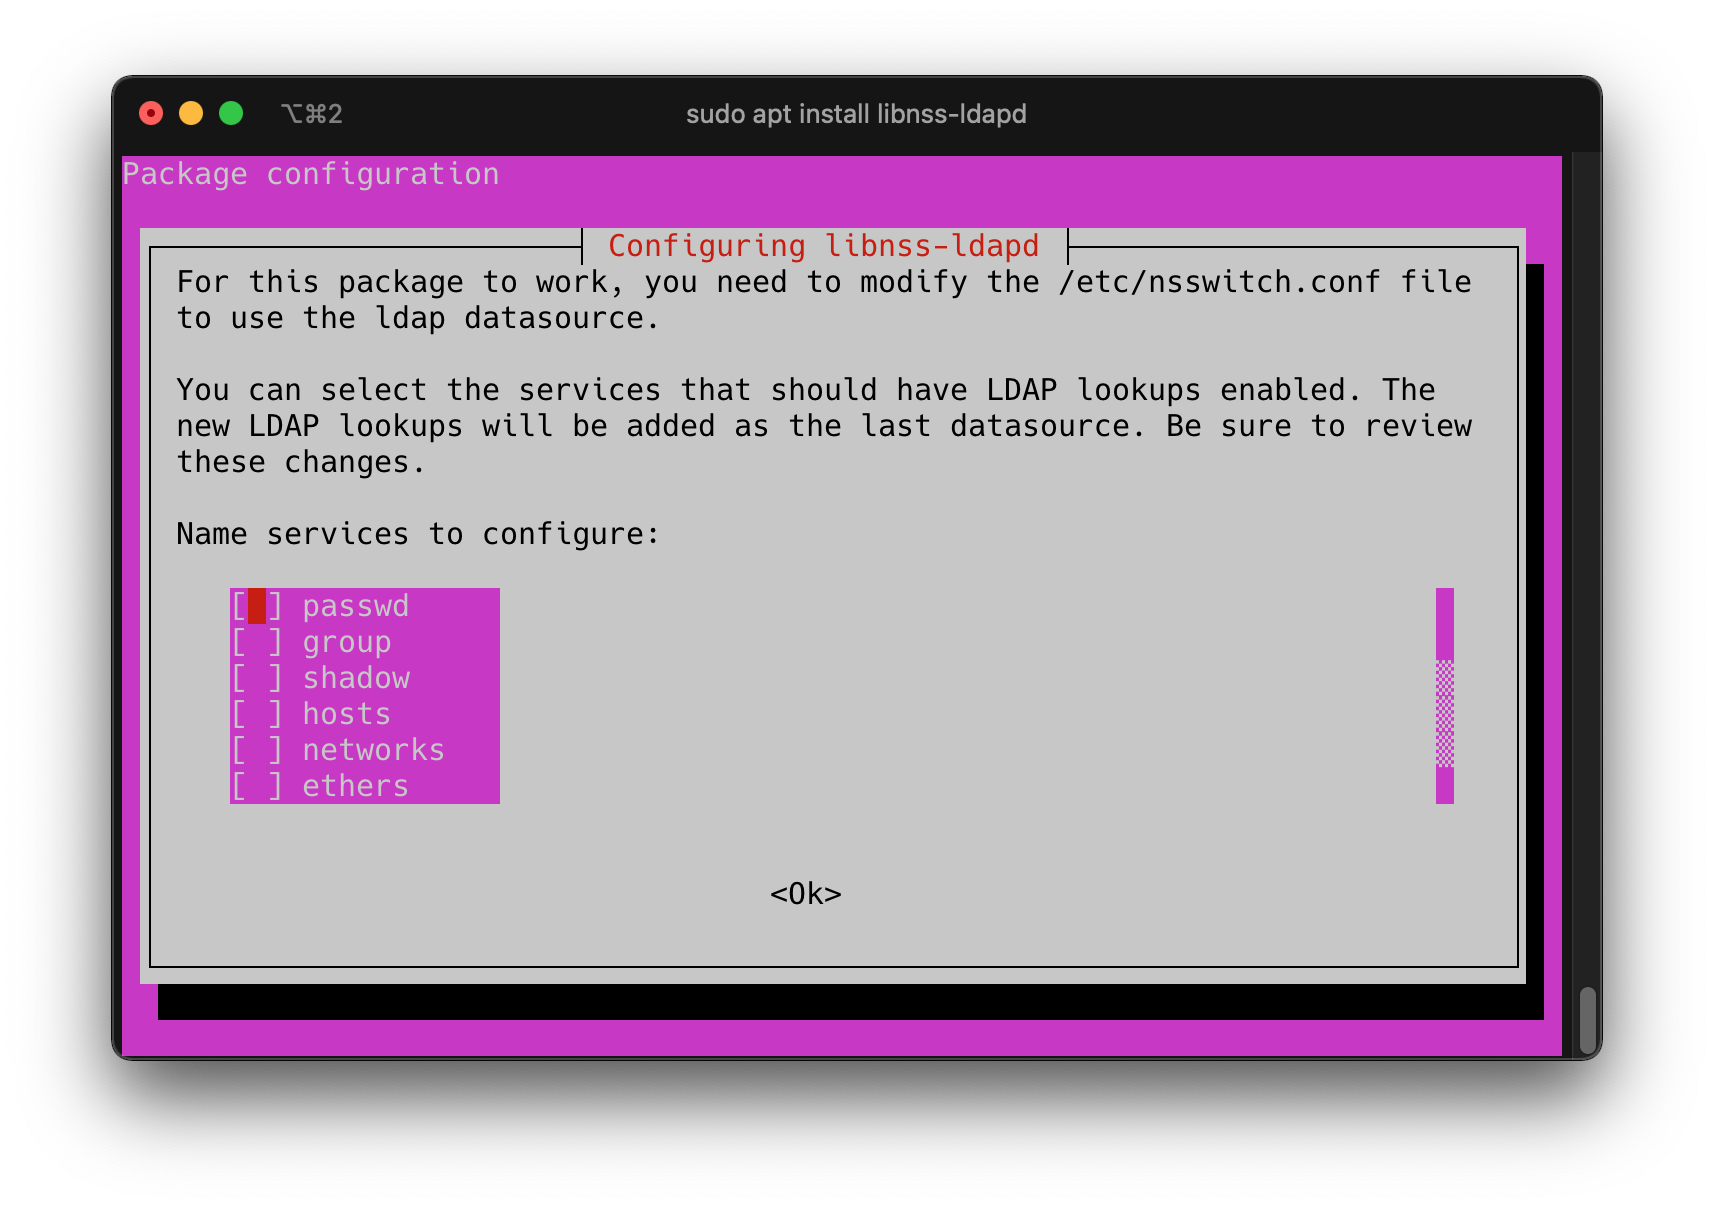 ⌥⌘2
sudo apt install libnss-ldapd
Package configuration
Configuring libnss-ldapd
For this package to work, you need to modify the /etc/nsswitch.conf file
to use the ldap datasource.
You can select the services that should have LDAP lookups enabled. The
new LDAP lookups will be added as the last datasource. Be sure to review
these changes.
Name services to configure:
[ ] passwd
[ ] group
[ ] shadow
[ ] hosts
[ ] networks
[ ] ethers
<Ok>